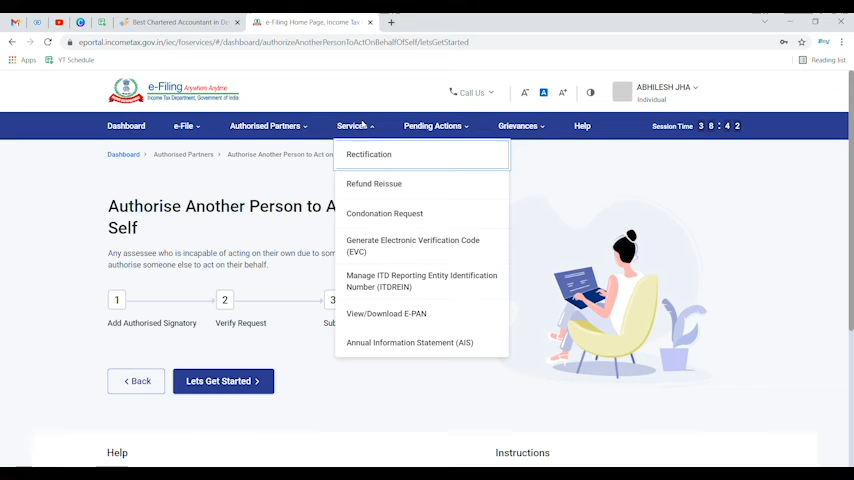 Best Chartered Accountant in De
e-Filing Home Page, Income Tax
eportal.incometax.gov.in/iec/foservices/#/dashboard/authorizeAnotherPersonToActOnBehalfOfSelf/letsGetStarted
Apps YT Schedule Reading list
e-Filing Anywhere Anytime
Income Tax Department, Government of India
Call Us
A- A A+
ABHILESH JHA
Individual
Dashboard e-File Authorised Partners Services Pending Actions Grievances Help Session Time 3 8 : 4 2
Dashboard > Authorised Partners > Authorise Another Person to Act on
Rectification
Refund Reissue
Condonation Request
Generate Electronic Verification Code
(EVC)
Manage ITD Reporting Entity Identification
Number (ITDREIN)
View/Download E-PAN
Annual Information Statement (AIS)
Authorise Another Person to A
Self
Any assessee who is incapable of acting on their own due to som
authorise someone else to act on their behalf.
1 2 3
Add Authorised Signatory Verify Request Sub
< Back Lets Get Started >
Help Instructions